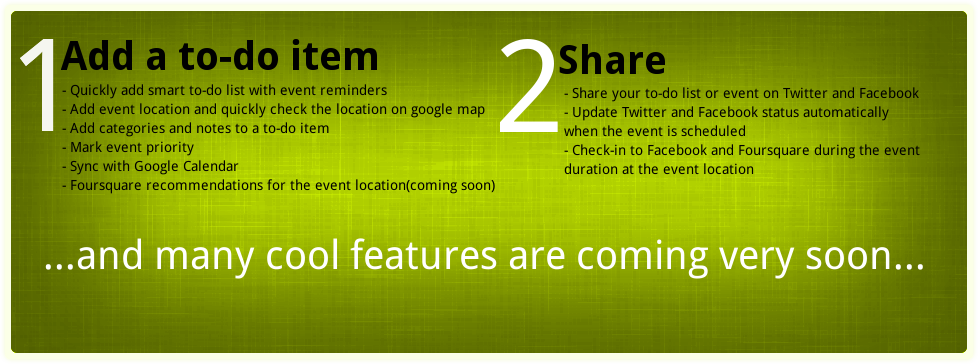 1 Add a to-do item
- Quickly add smart to-do list with event reminders
- Add event location and quickly check the location on google map
- Add categories and notes to a to-do item
- Mark event priority
- Sync with Google Calendar
- Foursquare recommendations for the event location(coming soon)
2 Share
- Share your to-do list or event on Twitter and Facebook
- Update Twitter and Facebook status automatically
when the event is scheduled
- Check-in to Facebook and Foursquare during the event
duration at the event location
...and many cool features are coming very soon...